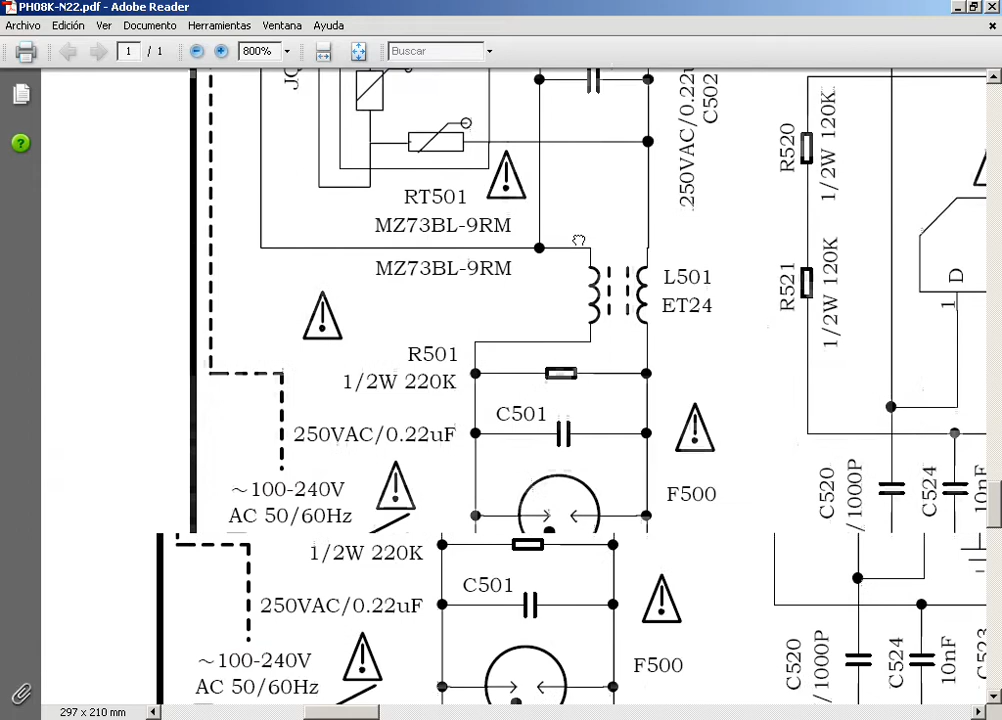 PH08K-N22.pdf - Adobe Reader
Archivo Edición Ver Documento Herramientas Ventana Ayuda
1 / 1 800% Buscar
250VAC/0.22u
C502
R520
1/2W 120K
RT501
MZ73BL-9RM
MZ73BL-9RM
L501
ET24
R521
1/2W 120K
D
1
R501
1/2W 220K
C501
250VAC/0.22uF
~100-240V
AC 50/60Hz
F500
C520
/1000P
C524
10nF
1/2W 220K
C501
250VAC/0.22uF
~100-240V
AC 50/60Hz
F500
C520
/1000P
C524
10nF
297 x 210 mm